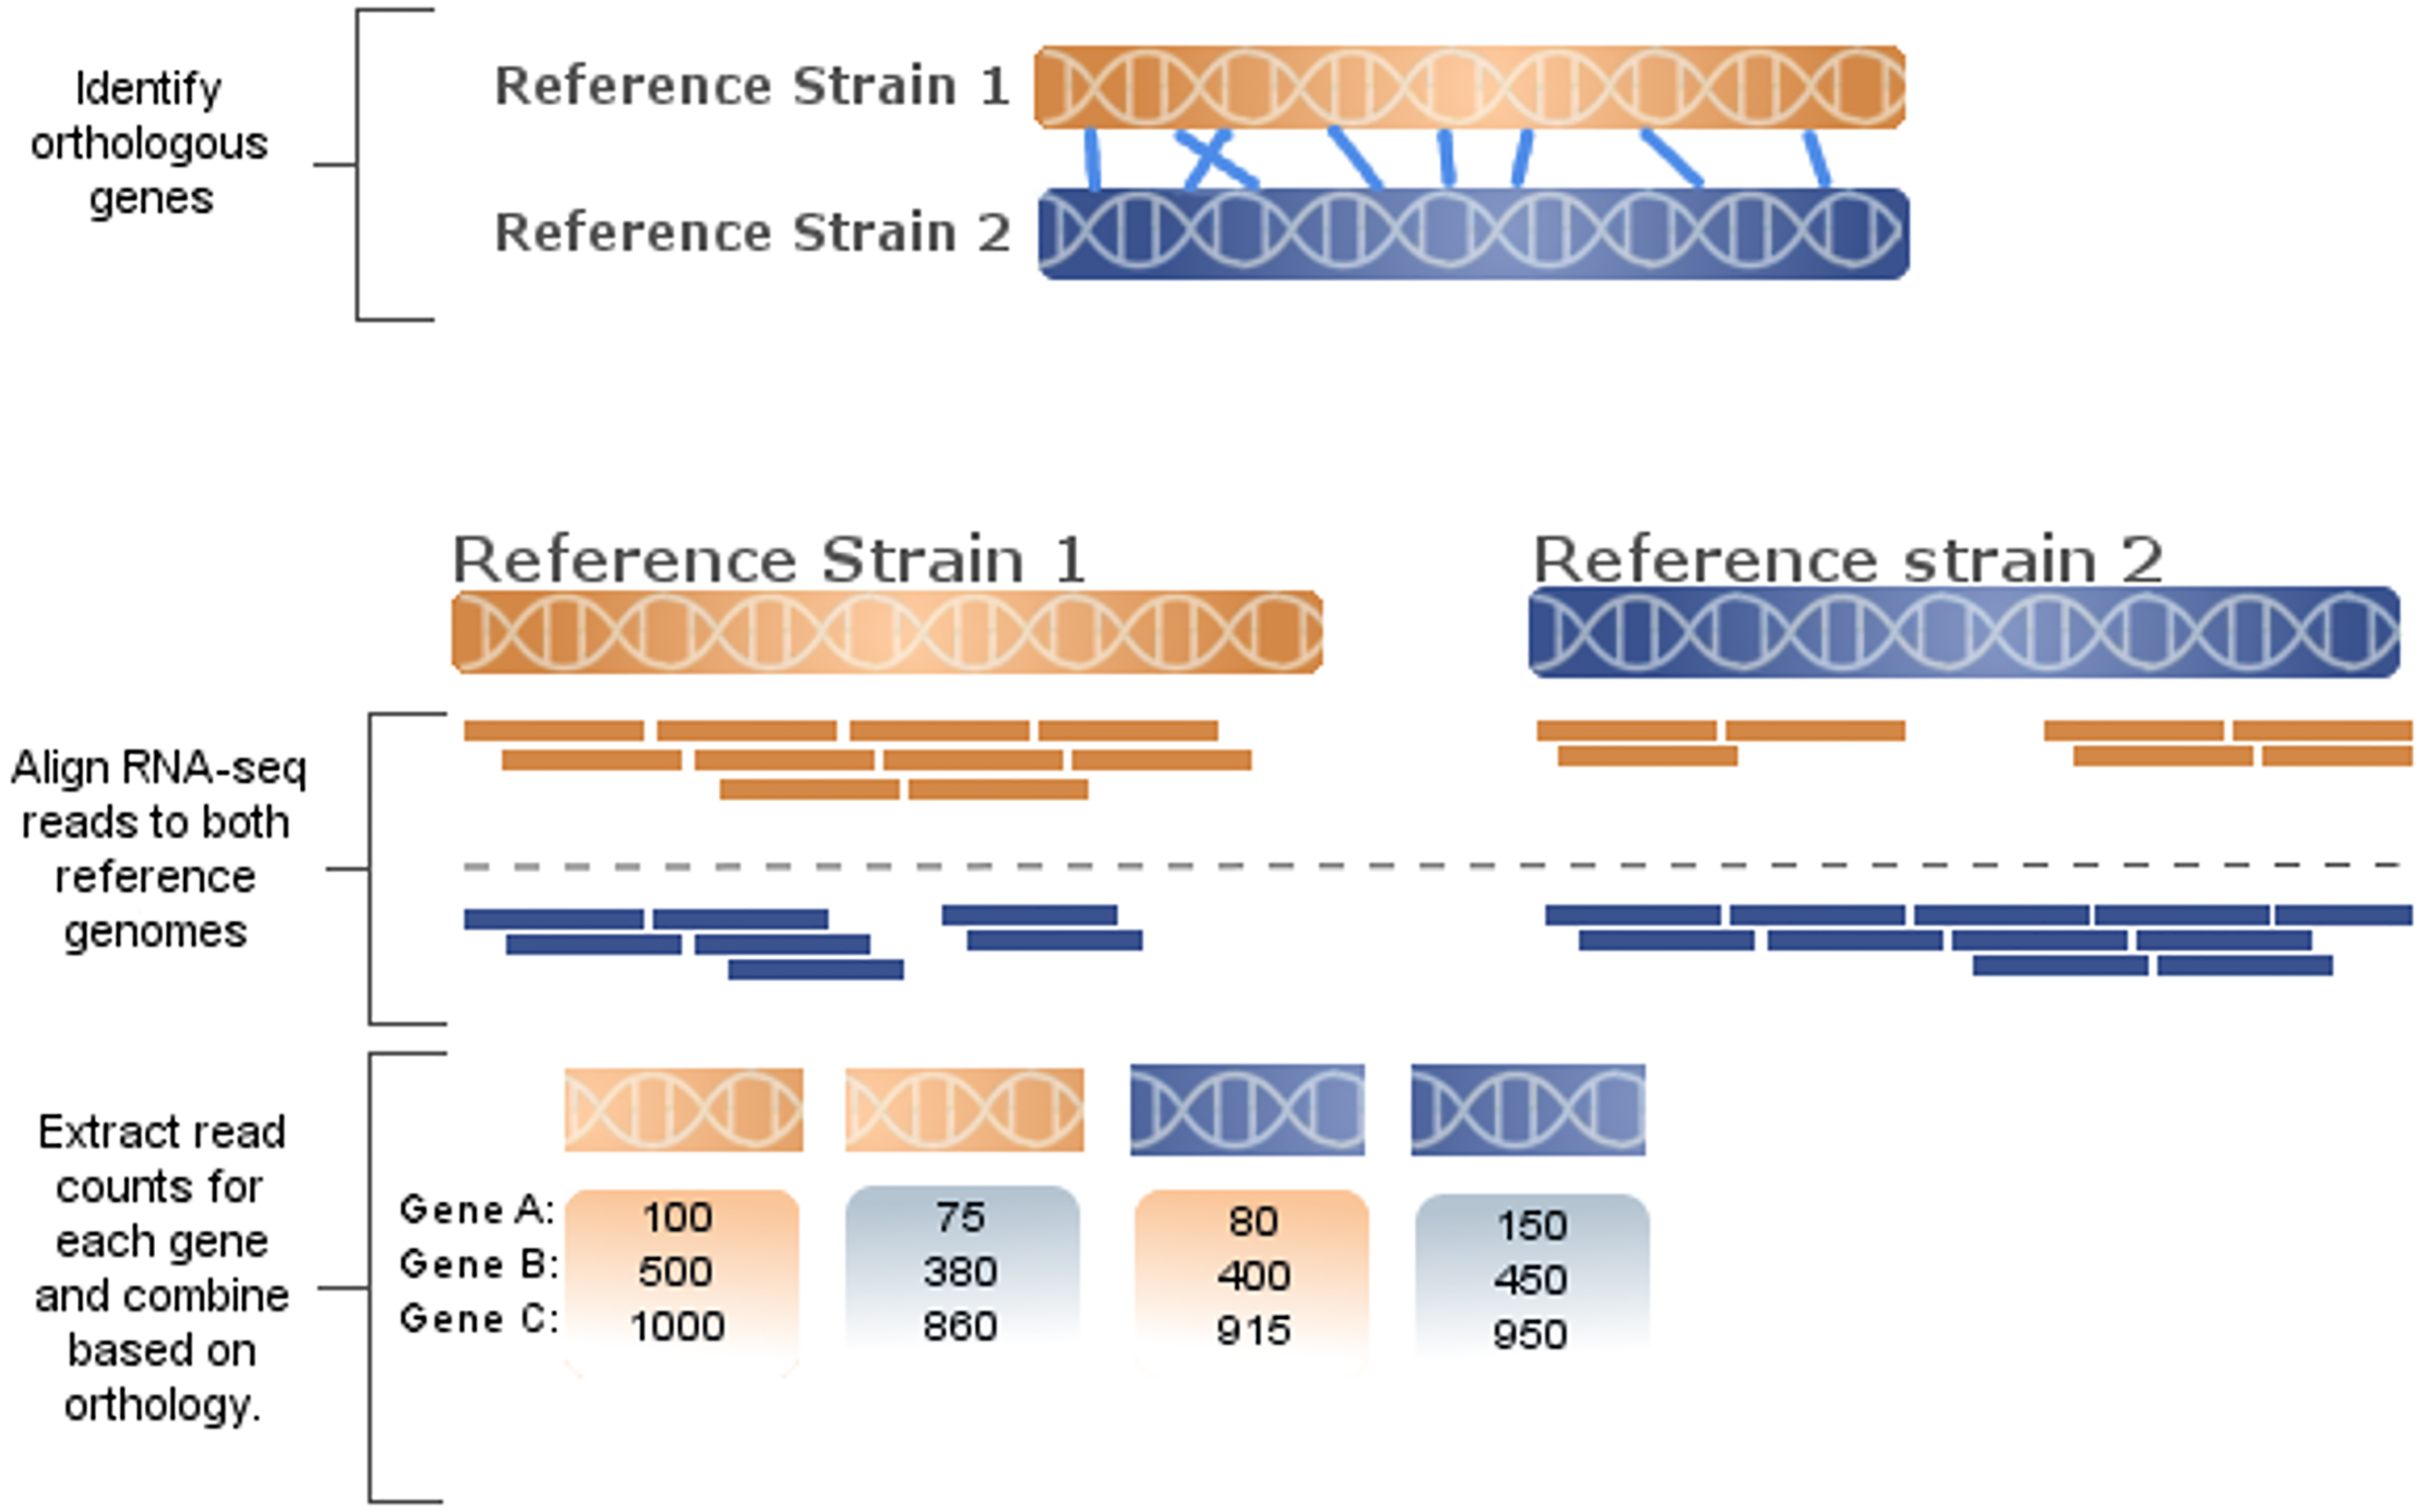 Identify
orthologous
genes
Reference Strain 1
Reference Strain 2
Reference Strain 1
Reference strain 2
Align RNA-seq
reads to both
reference
genomes
Extract read
counts for
each gene
and combine
based on
orthology.
Gene A: 100 75 80 150
Gene B: 500 380 400 450
Gene C: 1000 860 915 950